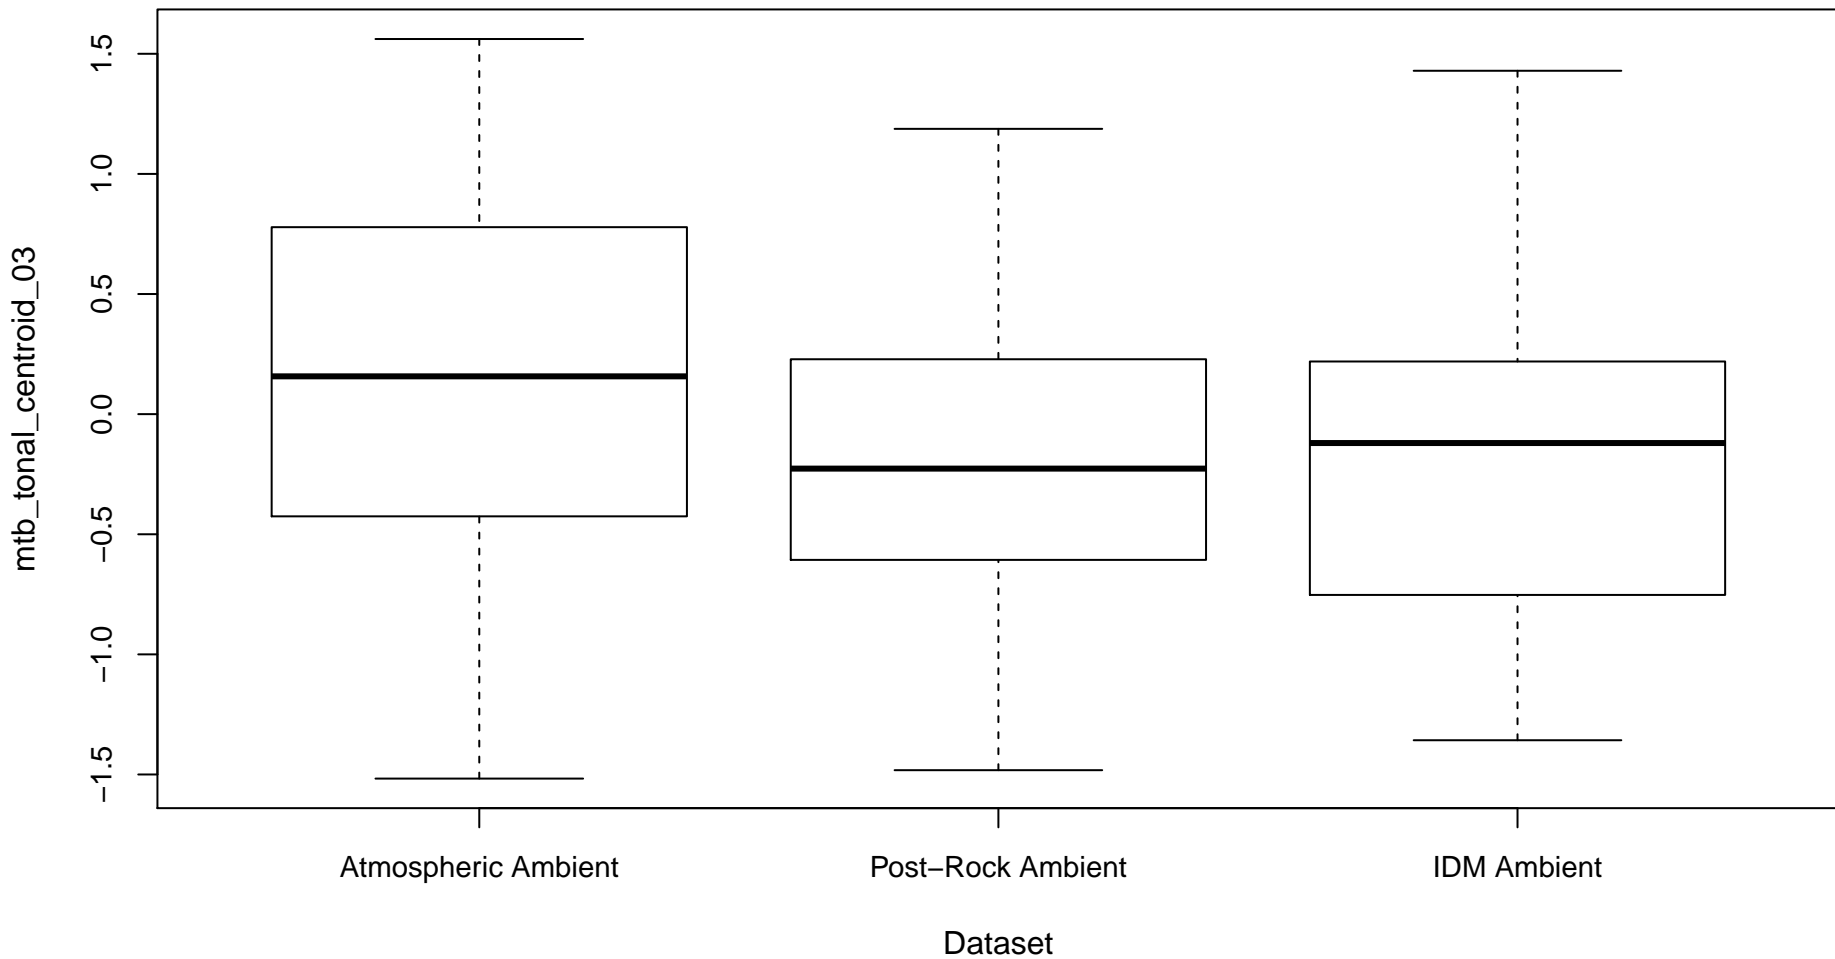 mtb_tonal_centroid_03
1.5
1.0
0.5
0.0
−0.5
−1.0
−1.5
Atmospheric Ambient
Post−Rock Ambient
IDM Ambient
Dataset